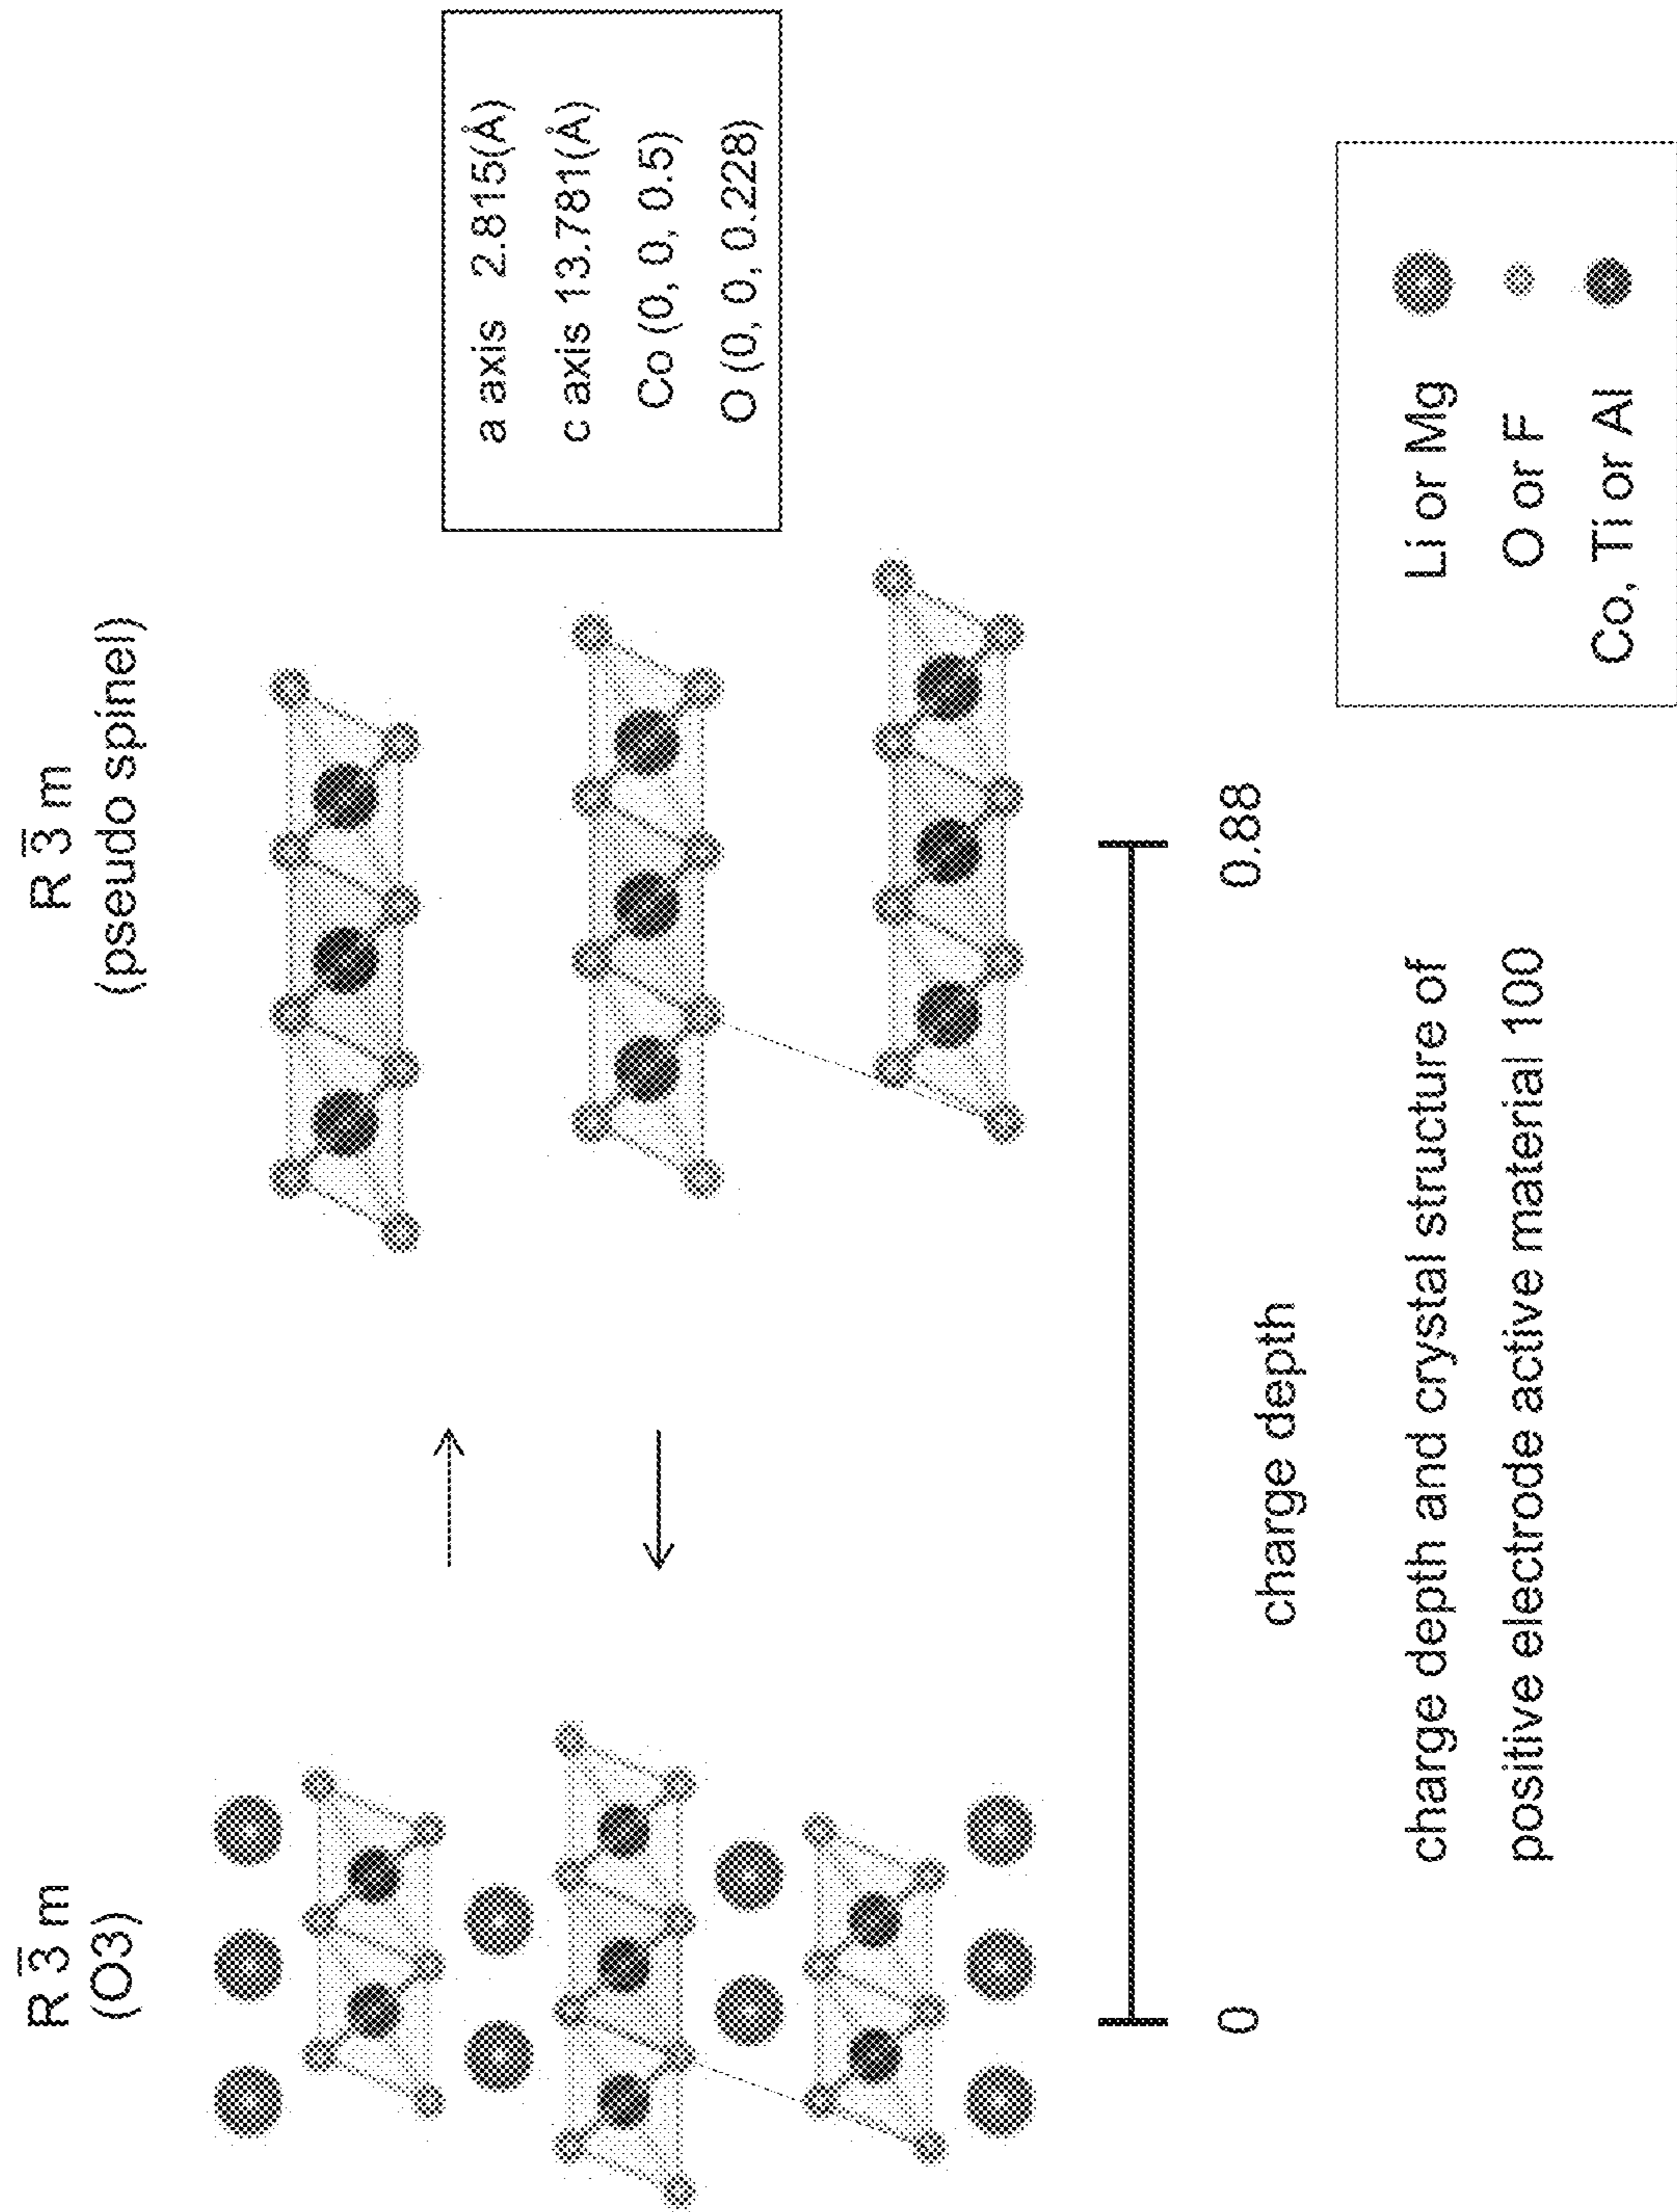 R 3̅ m
(O3)
R 3̅ m
(pseudo spinel)
a axis 2.815(Å)
c axis 13.781(Å)
Co (0, 0, 0.5)
O (0, 0, 0.228)
0
0.88
charge depth
charge depth and crystal structure of
positive electrode active material 100
Li or Mg
O or F
Co, Ti or Al